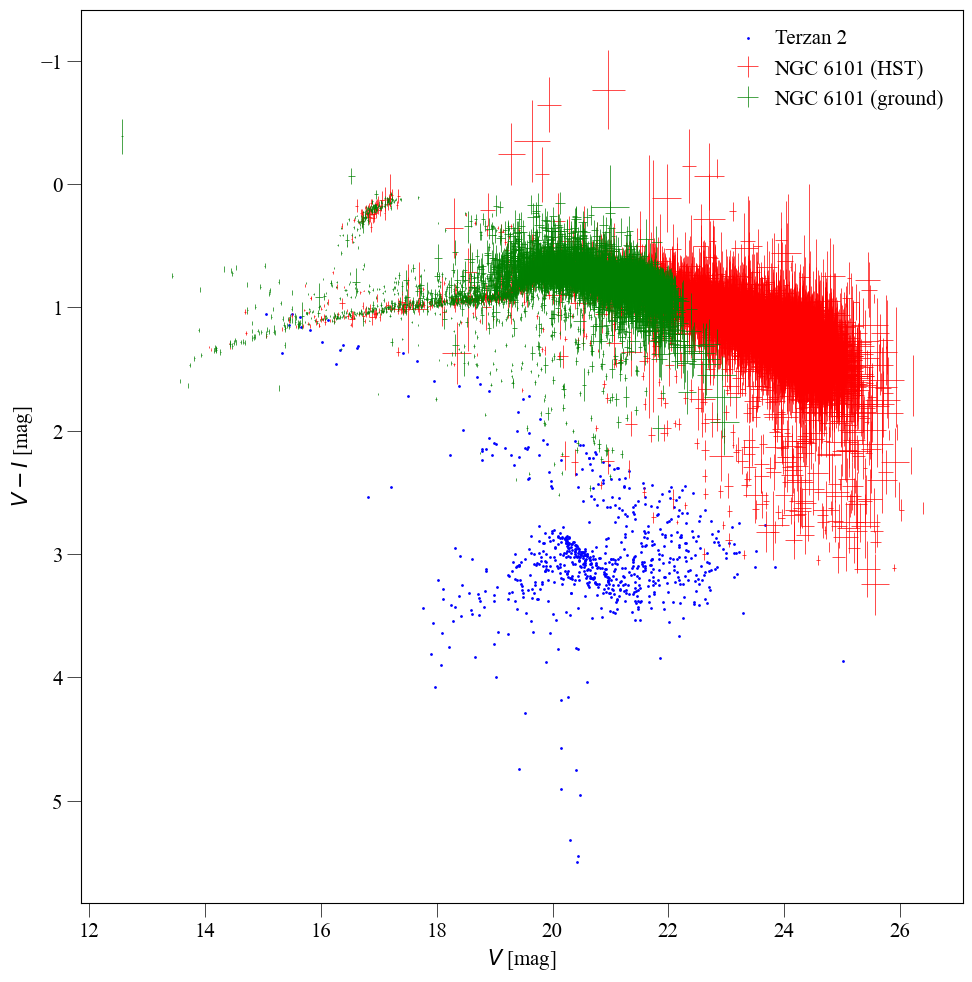 Terzan 2
NGC 6101 (HST)
NGC 6101 (ground)
−1
0
1
2
3
4
5
V − I [mag]
12 14 16 18 20 22 24 26
V [mag]